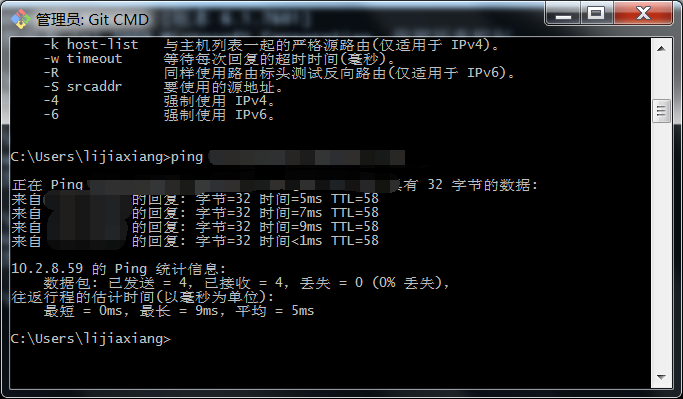 管理员: Git CMD
-k host-list 与主机列表一起的严格源路由(仅适用于 IPv4)。
-w timeout 等待每次回复的超时时间(毫秒)。
-R 同样使用路由标头测试反向路由(仅适用于 IPv6)。
-S srcaddr 要使用的源地址。
-4 强制使用 IPv4。
-6 强制使用 IPv6。
C:\Users\lijiaxiang>ping
正在 Ping 具有 32 字节的数据:
来自 的回复: 字节=32 时间=5ms TTL=58
来自 的回复: 字节=32 时间=7ms TTL=58
来自 的回复: 字节=32 时间=9ms TTL=58
来自 的回复: 字节=32 时间<1ms TTL=58
10.2.8.59 的 Ping 统计信息:
数据包: 已发送 = 4，已接收 = 4，丢失 = 0 (0% 丢失)，
往返行程的估计时间(以毫秒为单位):
最短 = 0ms，最长 = 9ms，平均 = 5ms
C:\Users\lijiaxiang>